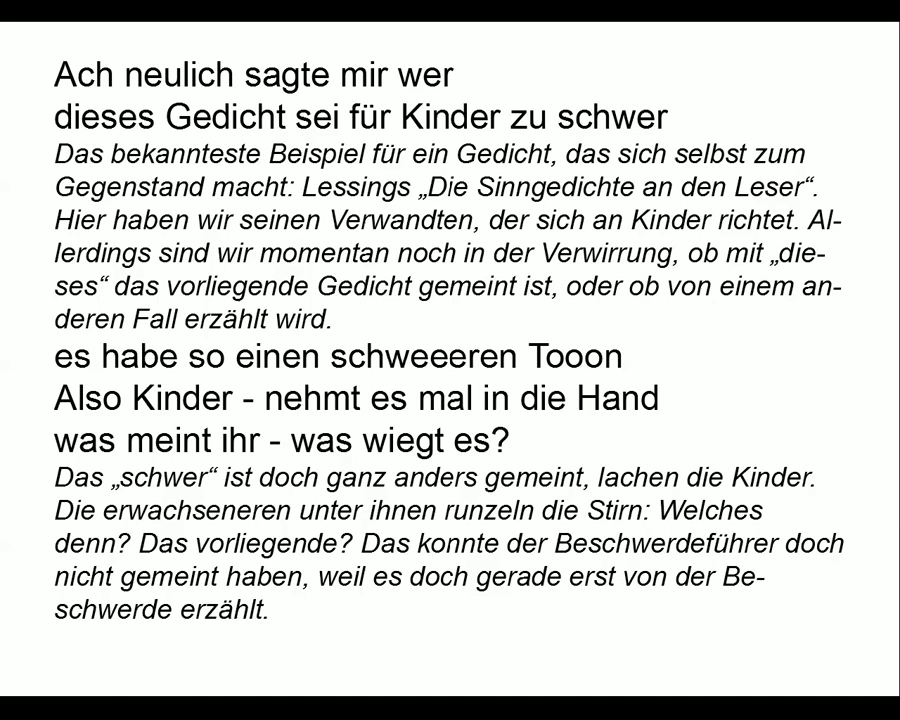 Ach neulich sagte mir wer
dieses Gedicht sei für Kinder zu schwer
Das bekannteste Beispiel für ein Gedicht, das sich selbst zum
Gegenstand macht: Lessings „Die Sinngedichte an den Leser“.
Hier haben wir seinen Verwandten, der sich an Kinder richtet. Al-
lerdings sind wir momentan noch in der Verwirrung, ob mit „die-
ses“ das vorliegende Gedicht gemeint ist, oder ob von einem an-
deren Fall erzählt wird.
es habe so einen schweeeren Tooon
Also Kinder - nehmt es mal in die Hand
was meint ihr - was wiegt es?
Das „schwer“ ist doch ganz anders gemeint, lachen die Kinder.
Die erwachseneren unter ihnen runzeln die Stirn: Welches
denn? Das vorliegende? Das konnte der Beschwerdeführer doch
nicht gemeint haben, weil es doch gerade erst von der Be-
schwerde erzählt.